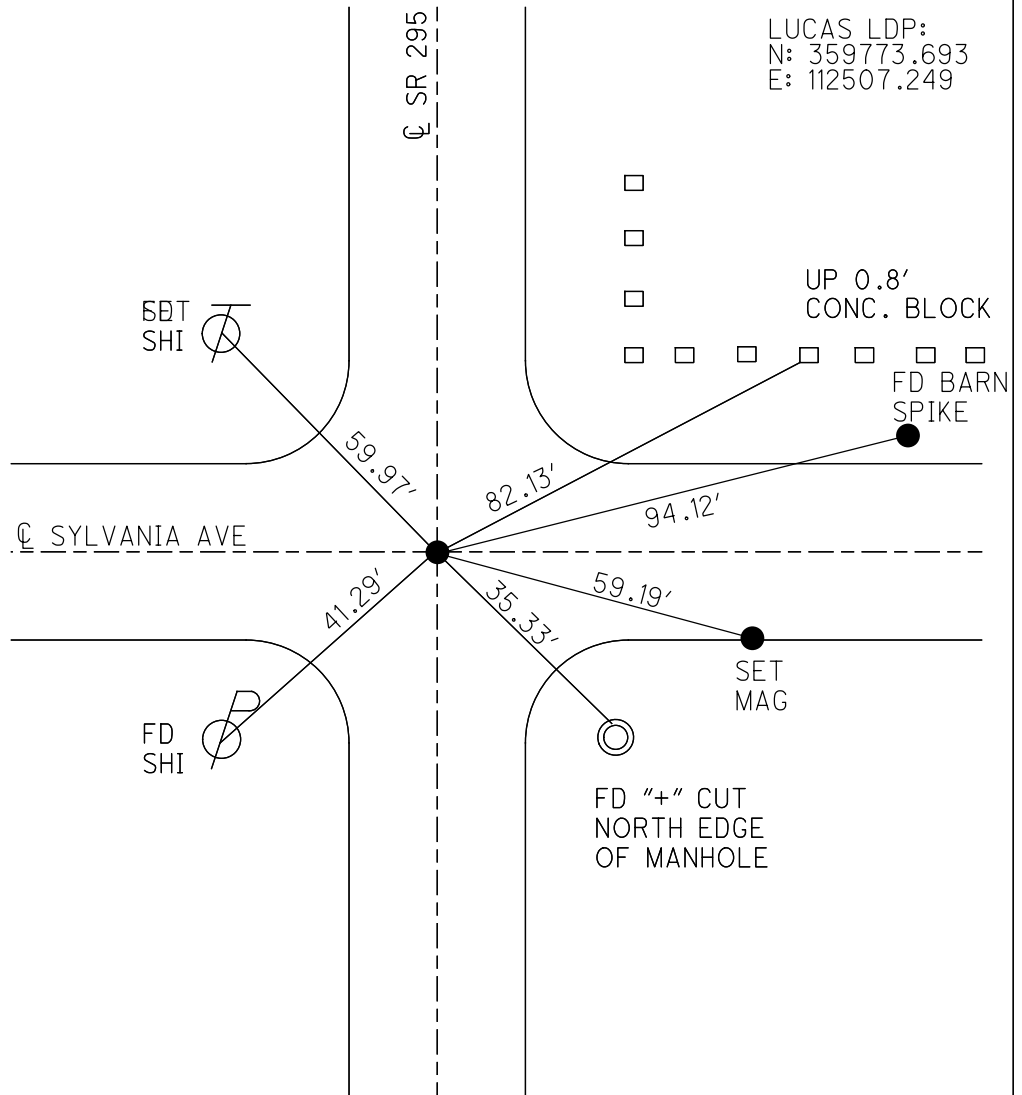 LUCAS LDP:
N: 359773.693
E: 112507.249
℄ SR 295
UP 0.8'
CONC. BLOCK
SHI
FD BARN
SPIKE
59.97'
82.13'
94.12'
℄ SYLVANIA AVE
41.29'
35.33'
59.19'
SET
MAG
FD
SHI
FD "+" CUT
NORTH EDGE
OF MANHOLE